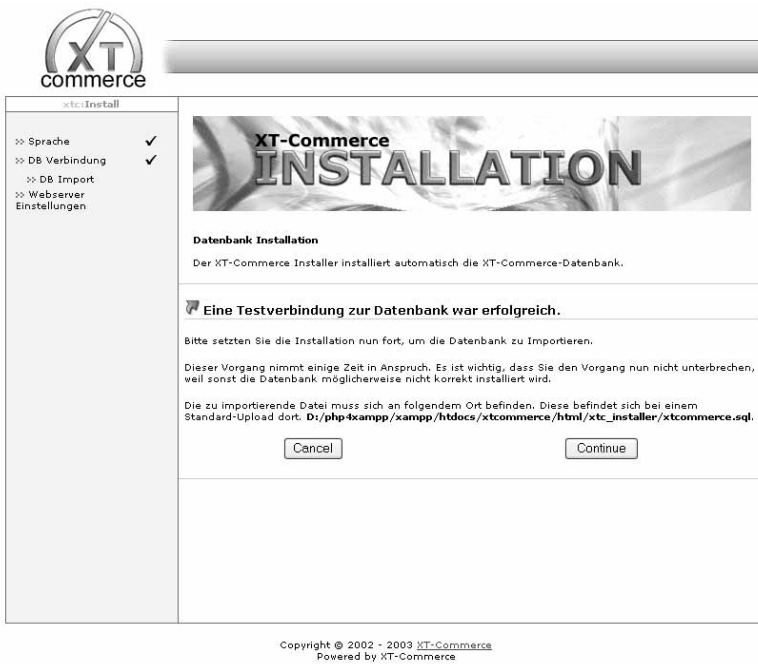 XT
commerce
xtc:Install
>> Sprache
>> DB Verbindung
>> DB Import
>> Webserver
Einstellungen
XT-Commerce
INSTALLATION
Datenbank Installation
Der XT-Commerce Installer installiert automatisch die XT-Commerce-Datenbank.
Eine Testverbindung zur Datenbank war erfolgreich.
Bitte setzten Sie die Installation nun fort, um die Datenbank zu Importieren.
Dieser Vorgang nimmt einige Zeit in Anspruch. Es ist wichtig, dass Sie den Vorgang nun nicht unterbrechen,
weil sonst die Datenbank möglicherweise nicht korrekt installiert wird.
Die zu importierende Datei muss sich an folgendem Ort befinden. Diese befindet sich bei einem
Standard-Upload dort. D:/php4xampp/xampp/htdocs/xtcommerce/html/xtc_installer/xtcommerce.sql.
Cancel
Continue
Copyright © 2002 - 2003 XT-Commerce
Powered by XT-Commerce